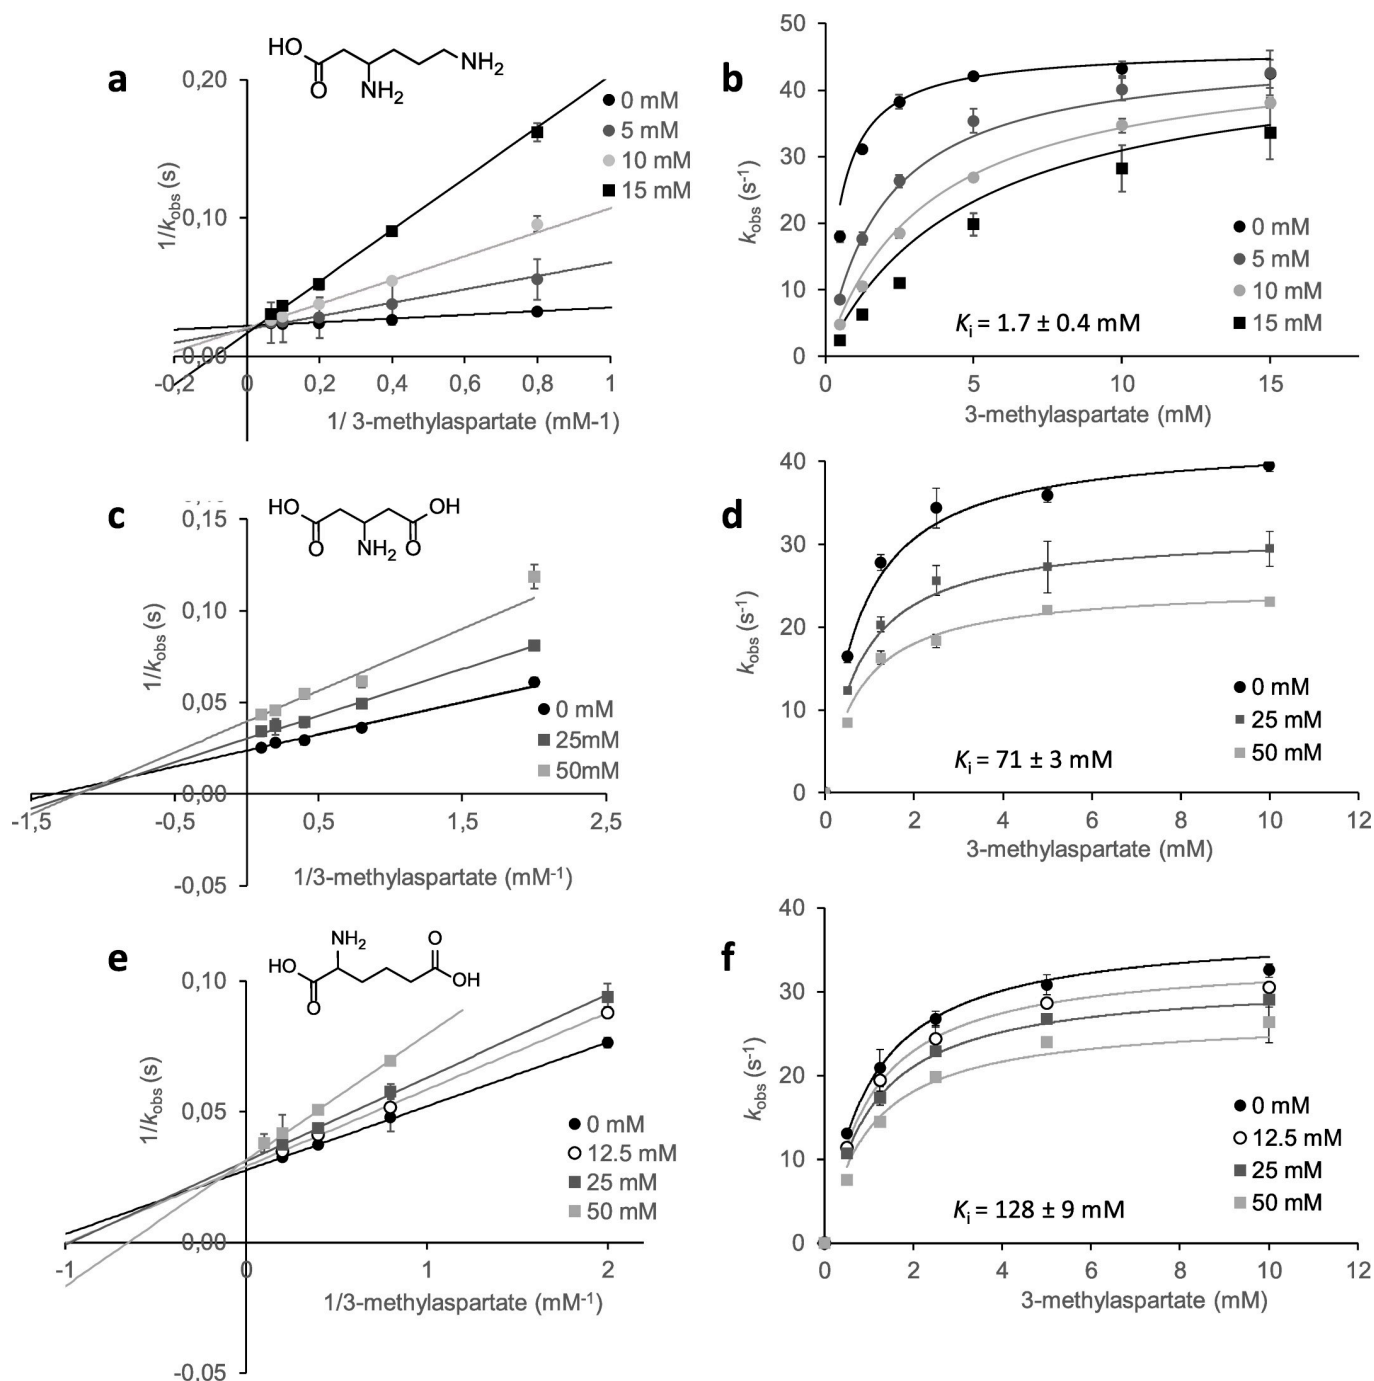 a
HO
O
NH2
NH2
0,20
0,10
0,00
1/kobs (s)
-0,2
0
0,2
0,4
0,6
0,8
1
1/ 3-methylaspartate (mM-1)
0 mM
5 mM
10 mM
15 mM
b
50
40
30
20
10
0
kobs (s-1)
0
5
10
15
3-methylaspartate (mM)
0 mM
5 mM
10 mM
15 mM
Ki = 1.7 ± 0.4 mM
c
HO
O
NH2
O
OH
0,15
0,10
0,05
0,00
-0,05
1/kobs (s)
-1,5
-0,5
0,5
1,5
2,5
1/3-methylaspartate (mM-1)
0 mM
25mM
50mM
d
40
30
20
10
0
kobs (s-1)
0
2
4
6
8
10
12
3-methylaspartate (mM)
0 mM
25 mM
50 mM
Ki = 71 ± 3 mM
e
NH2
O
HO
OH
O
0,10
0,05
0,00
-0,05
1/kobs (s)
-1
0
1
2
1/3-methylaspartate (mM-1)
0 mM
12.5 mM
25 mM
50 mM
f
40
30
20
10
0
kobs (s-1)
0
2
4
6
8
10
12
3-methylaspartate (mM)
0 mM
12.5 mM
25 mM
50 mM
Ki = 128 ± 9 mM